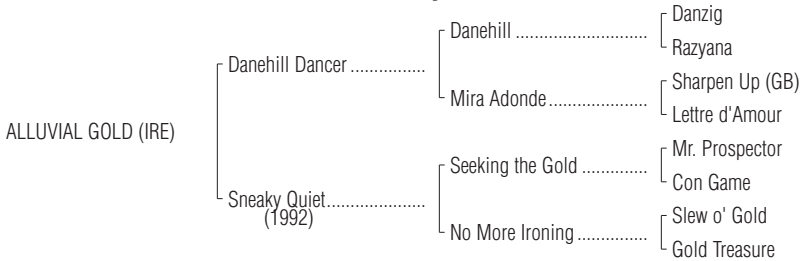 Danzig
Danehill ............................
Razyana
Danehill Dancer ................
Sharpen Up (GB)
Mira Adonde.....................
Lettre d'Amour
ALLUVIAL GOLD (IRE)
Mr. Prospector
Seeking the Gold ..............
Con Game
Sneaky Quiet.....................
(1992)
Slew o' Gold
No More Ironing ...............
Gold Treasure